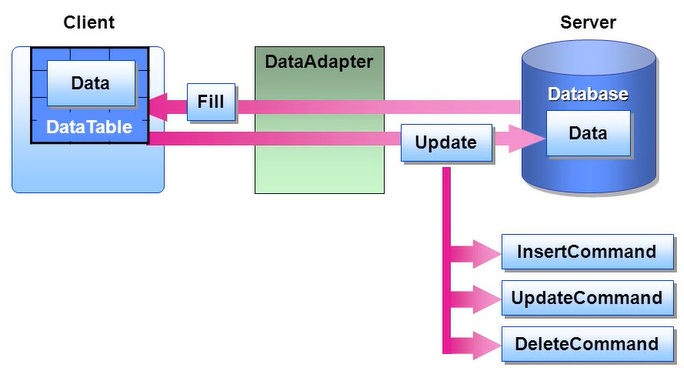 Client
Server
DataAdapter
Data
Fill
Database
DataTable
Update
Data
InsertCommand
UpdateCommand
DeleteCommand